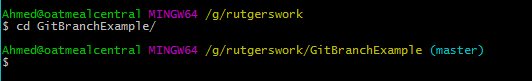 Ahmed@oatmealcentral MINGW64 /g/rutgerswork
$ cd GitBranchExample/
Ahmed@oatmealcentral MINGW64 /g/rutgerswork/GitBranchExample (master)
$